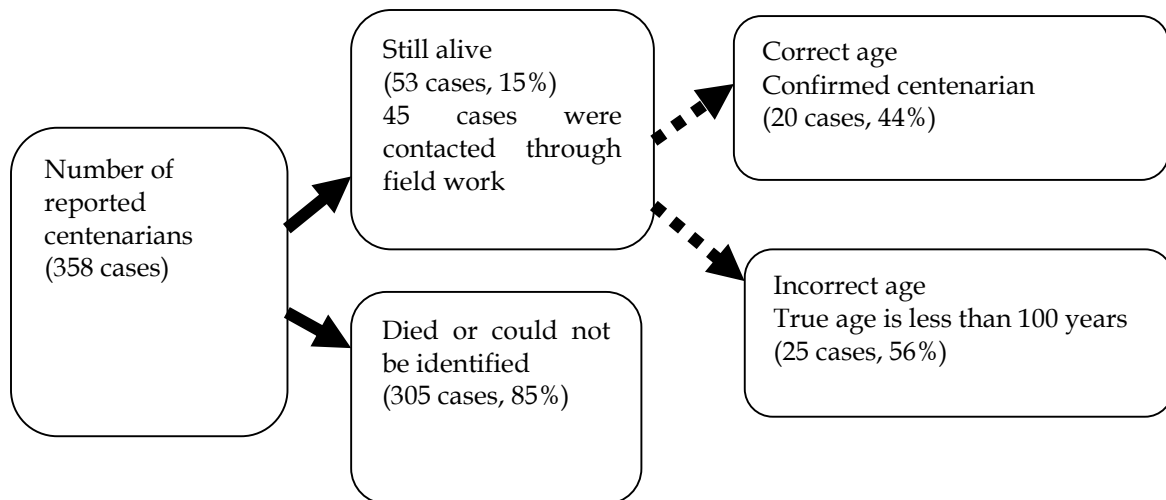 Number of
reported
centenarians
(358 cases)
Still alive
(53 cases, 15%)
45 cases were
contacted through
field work
Died or could not
be identified
(305 cases, 85%)
Correct age
Confirmed centenarian
(20 cases, 44%)
Incorrect age
True age is less than 100 years
(25 cases, 56%)